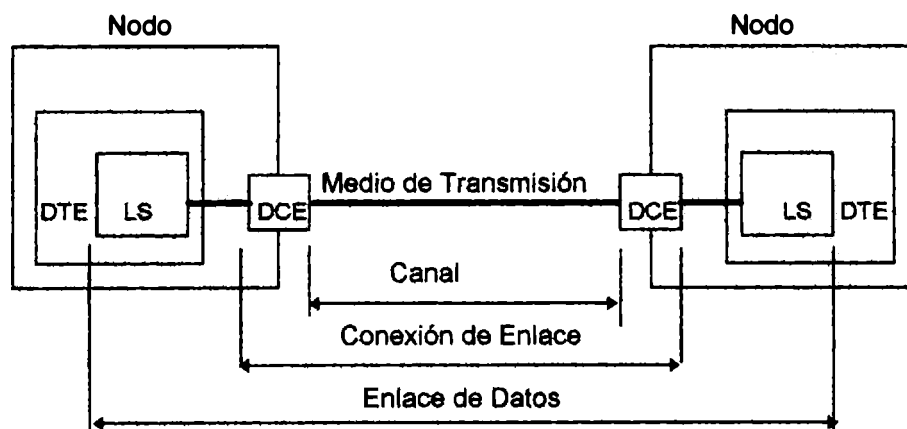 Nodo
Nodo
Medio de Transmisión
DTE LS DCE DCE LS DTE
Canal
Conexión de Enlace
Enlace de Datos